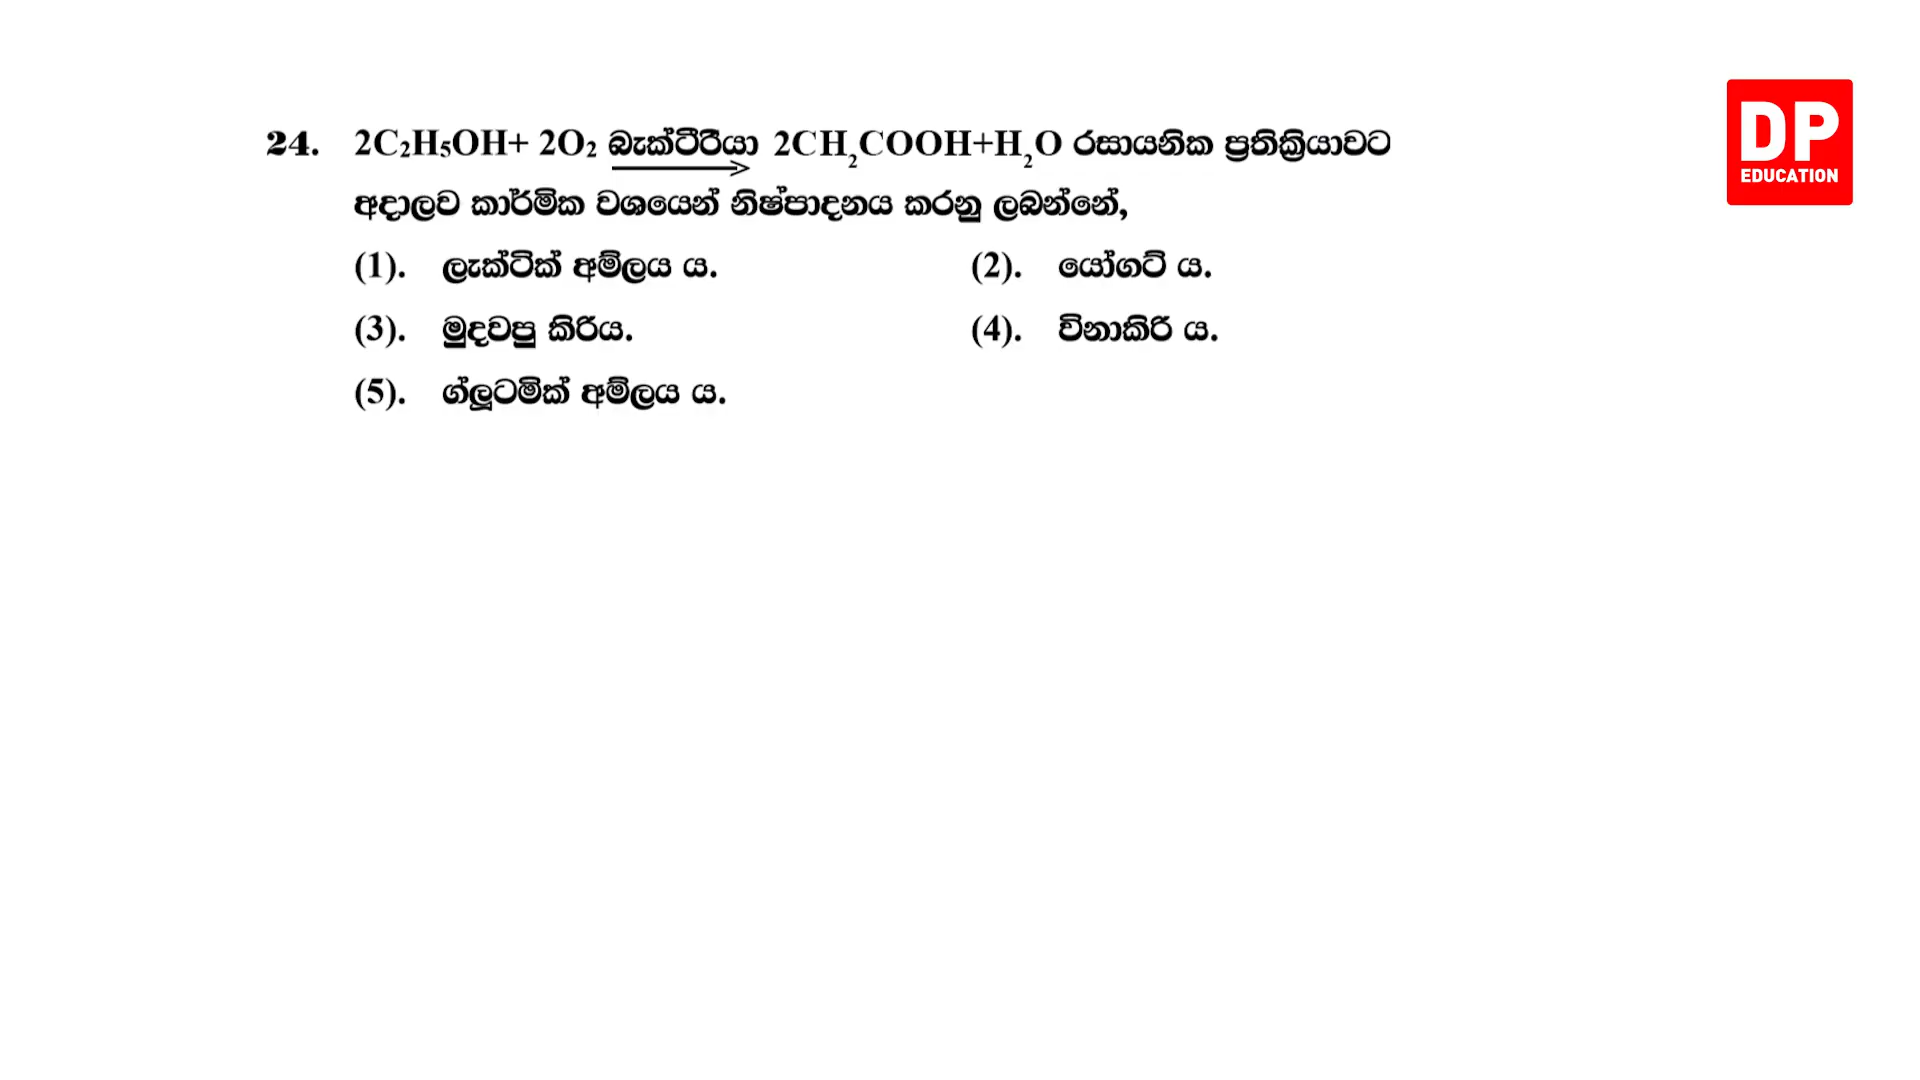 DP
EDUCATION
24. 2C₂H₅OH+ 2O₂ බැක්ටීරියා 2CH₂COOH+H₂O රසායනික ප්‍රතික්‍රියාවට
අදාලව කාර්මික වශයෙන් නිෂ්පාදනය කරනු ලබන්නේ,
(1). ලැක්ටික් අම්ලය ය. (2). යෝගට් ය.
(3). මුදවපු කිරිය. (4). විනාකිරි ය.
(5). ග්ලූටමික් අම්ලය ය.